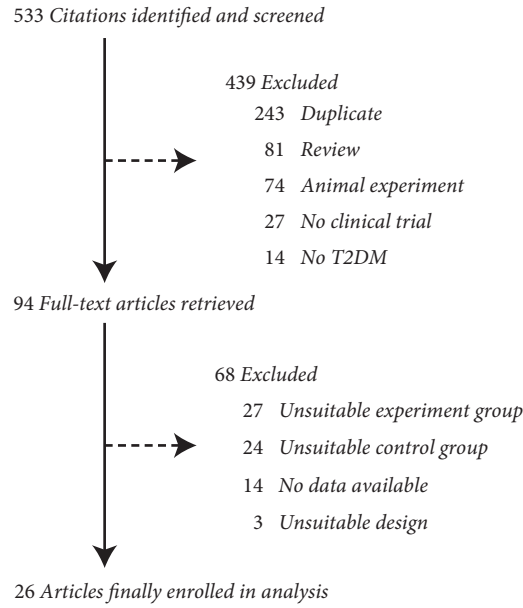 533 Citations identified and screened
439 Excluded
243 Duplicate
81 Review
74 Animal experiment
27 No clinical trial
14 No T2DM
94 Full-text articles retrieved
68 Excluded
27 Unsuitable experiment group
24 Unsuitable control group
14 No data available
3 Unsuitable design
26 Articles finally enrolled in analysis